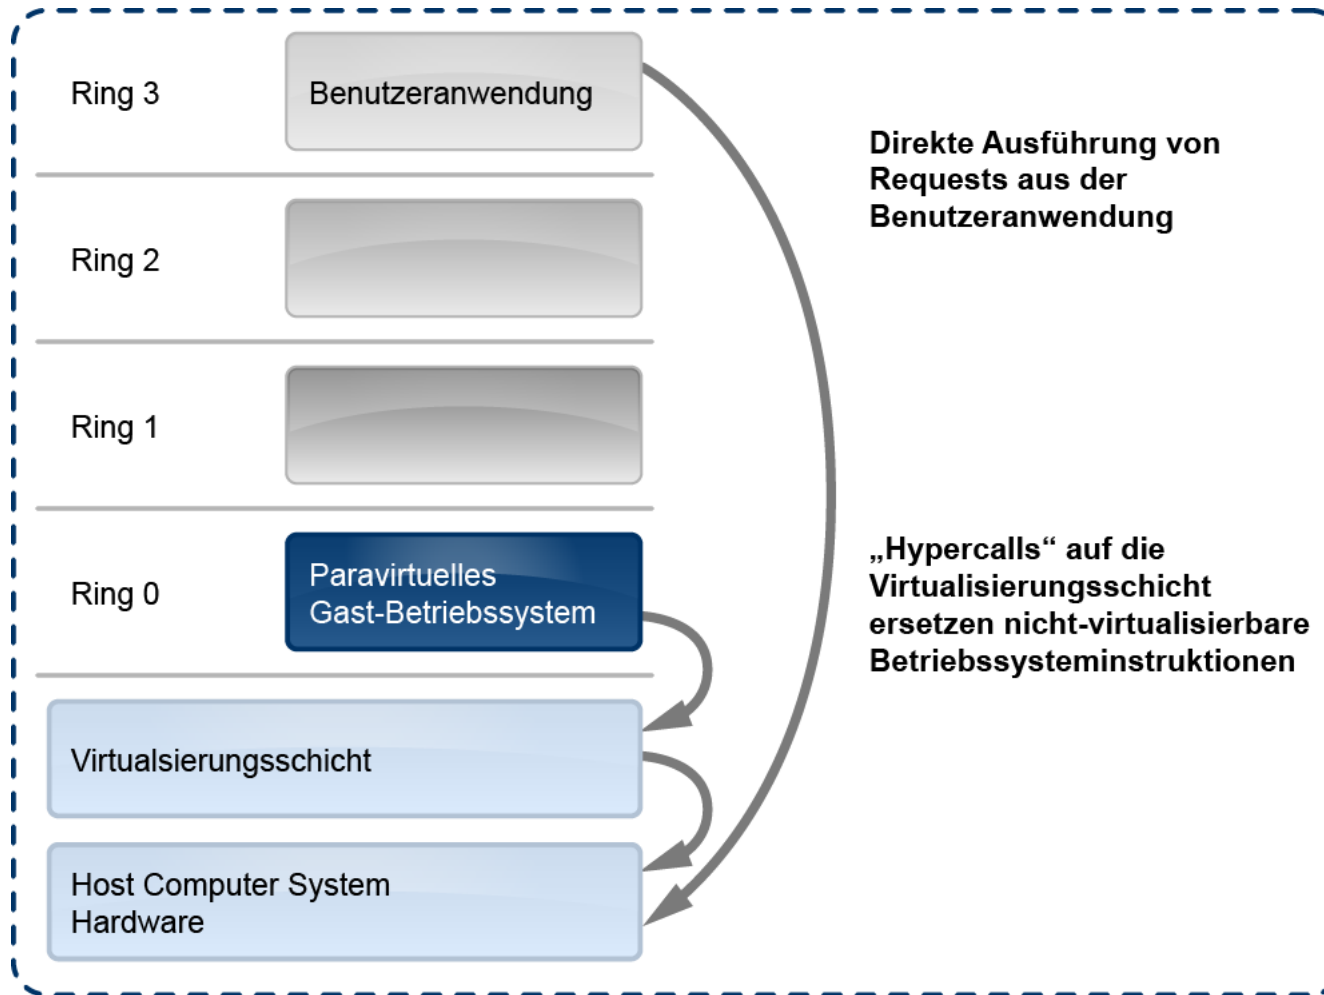 Ring 3
Benutzeranwendung
Direkte Ausführung von
Requests aus der
Benutzeranwendung
Ring 2
Ring 1
Ring 0
Paravirtuelles
Gast-Betriebssystem
„Hypercalls“ auf die
Virtualisierungsschicht
ersetzen nicht-virtualisierbare
Betriebssysteminstruktionen
Virtualsierungsschicht
Host Computer System
Hardware